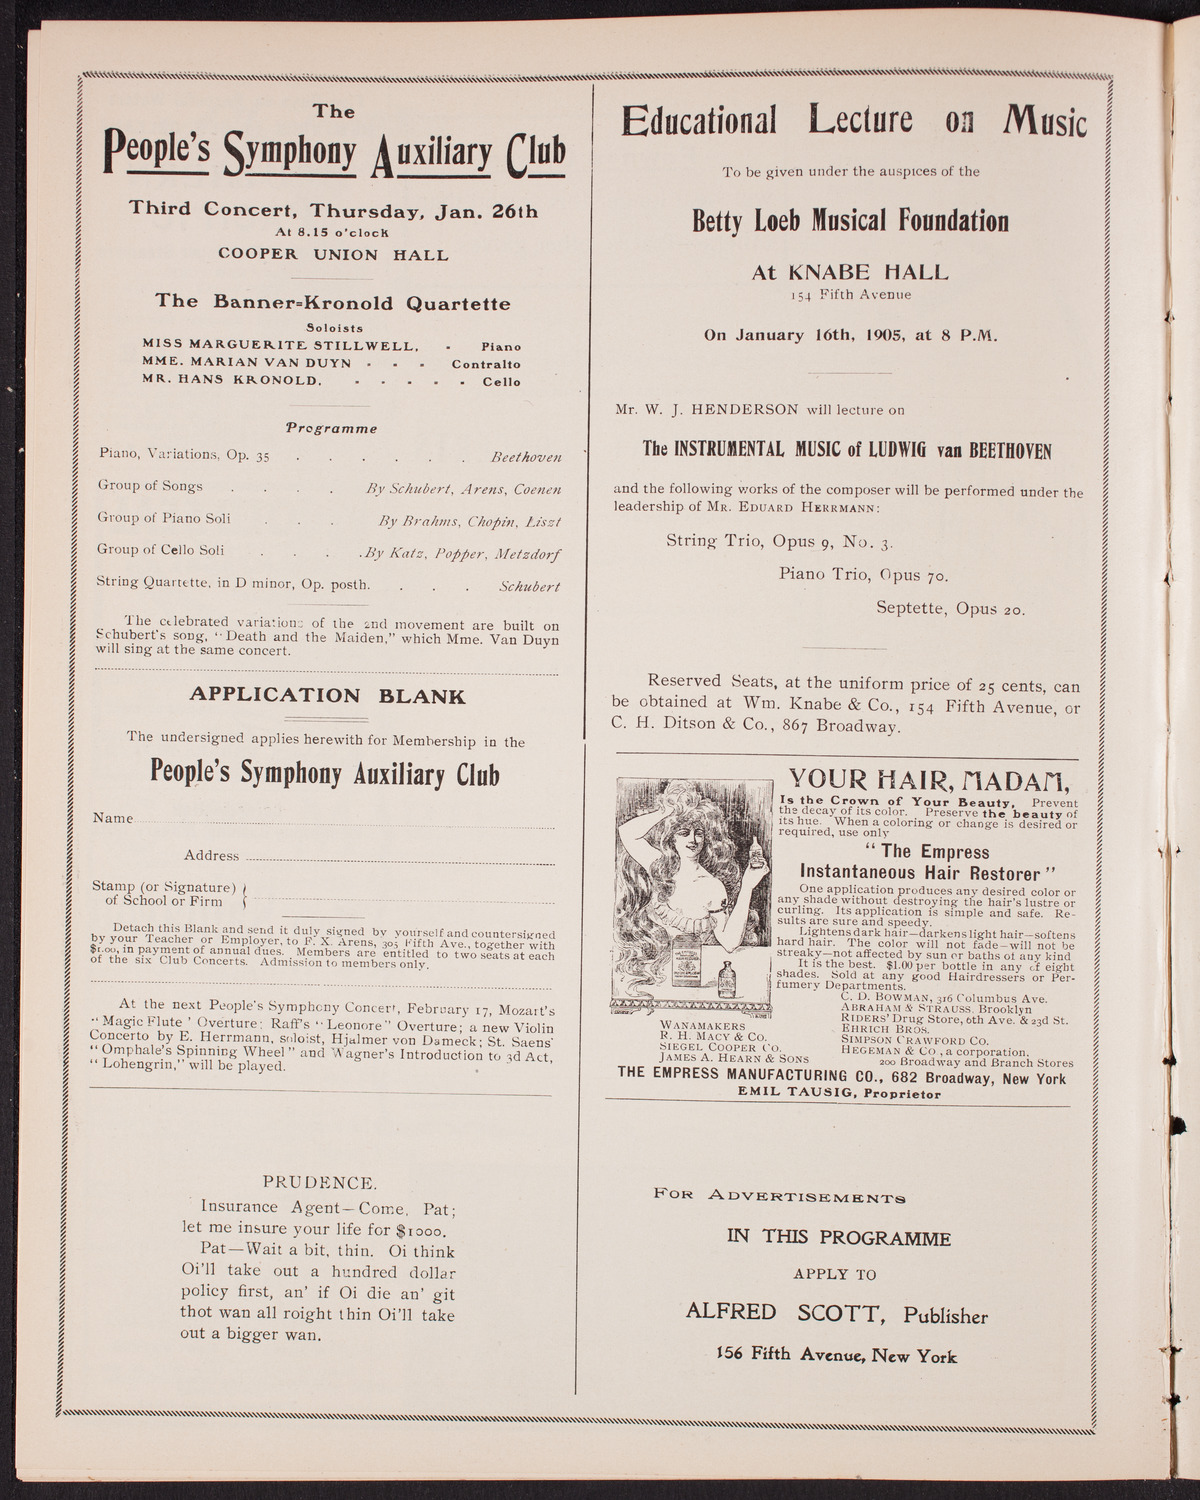 The
People's Symphony Auxiliary Club
Third Concert, Thursday, Jan. 26th
At 8.15 o'clock
COOPER UNION HALL
The Banner=Kronold Quartette
Soloists
MISS MARGUERITE STILLWELL, - Piano
MME. MARIAN VAN DUYN - - - Contralto
MR. HANS KRONOLD, - - - - - Cello
Programme
Piano, Variations, Op. 35 . . . . . . Beethoven
Group of Songs . . . . By Schubert, Arens, Coenen
Group of Piano Soli . . . By Brahms, Chopin, Liszt
Group of Cello Soli . . . . By Katz, Popper, Metzdorf
String Quartette, in D minor, Op. posth. . . . Schubert
The celebrated variations of the 2nd movement are built on
Schubert's song, "Death and the Maiden," which Mme. Van Duyn
will sing at the same concert.
APPLICATION BLANK
The undersigned applies herewith for Membership in the
People's Symphony Auxiliary Club
Name
Address
Stamp (or Signature)
of School or Firm
Detach this Blank and send it duly signed by yourself and countersigned
by your Teacher or Employer, to F. X. Arens, 305 Fifth Ave., together with
$1.00, in payment of annual dues. Members are entitled to two seats at each
of the six Club Concerts. Admission to members only.
At the next People's Symphony Concert, February 17, Mozart's
"Magic Flute' Overture; Raff's "Leonore" Overture; a new Violin
Concerto by E. Herrmann, soloist, Hjalmer von Dameck; St. Saens'
"Omphale's Spinning Wheel" and Wagner's Introduction to 3d Act,
"Lohengrin," will be played.
PRUDENCE.
Insurance Agent—Come, Pat;
let me insure your life for $1000.
Pat—Wait a bit, thin. Oi think
Oi'll take out a hundred dollar
policy first, an' if Oi die an' git
thot wan all roight thin Oi'll take
out a bigger wan.
Educational Lecture on Music
To be given under the auspices of the
Betty Loeb Musical Foundation
At KNABE HALL
154 Fifth Avenue
On January 16th, 1905, at 8 P.M.
Mr. W. J. HENDERSON will lecture on
The INSTRUMENTAL MUSIC of LUDWIG van BEETHOVEN
and the following works of the composer will be performed under the
leadership of MR. EDUARD HERRMANN:
String Trio, Opus 9, No. 3.
Piano Trio, Opus 70.
Septette, Opus 20.
Reserved Seats, at the uniform price of 25 cents, can
be obtained at Wm. Knabe & Co., 154 Fifth Avenue, or
C. H. Ditson & Co., 867 Broadway.
YOUR HAIR, MADAM,
Is the Crown of Your Beauty. Prevent
the decay of its color. Preserve the beauty of
its hue. When a coloring or change is desired or
required, use only
"The Empress
Instantaneous Hair Restorer"
One application produces any desired color or
any shade without destroying the hair's lustre or
curling. Its application is simple and safe. Re-
sults are sure and speedy.
Lightens dark hair—darkens light hair—softens
hard hair. The color will not fade—will not be
streaky—not affected by sun or baths of any kind
It is the best. $1.00 per bottle in any of eight
shades. Sold at any good Hairdressers or Per-
fumery Departments.
C. D. BOWMAN, 316 Columbus Ave.
ABRAHAM & STRAUSS, Brooklyn
RIDERS' Drug Store, 6th Ave. & 23d St.
EHRICH BROS.
SIMPSON CRAWFORD CO.
HEGEMAN & CO, a corporation.
200 Broadway and Branch Stores
WANAMAKERS
R. H. MACY & CO.
SIEGEL COOPER CO.
JAMES A. HEARN & SONS
THE EMPRESS MANUFACTURING CO., 682 Broadway, New York
EMIL TAUSIG, Proprietor
FOR ADVERTISEMENTS
IN THIS PROGRAMME
APPLY TO
ALFRED SCOTT, Publisher
156 Fifth Avenue, New York